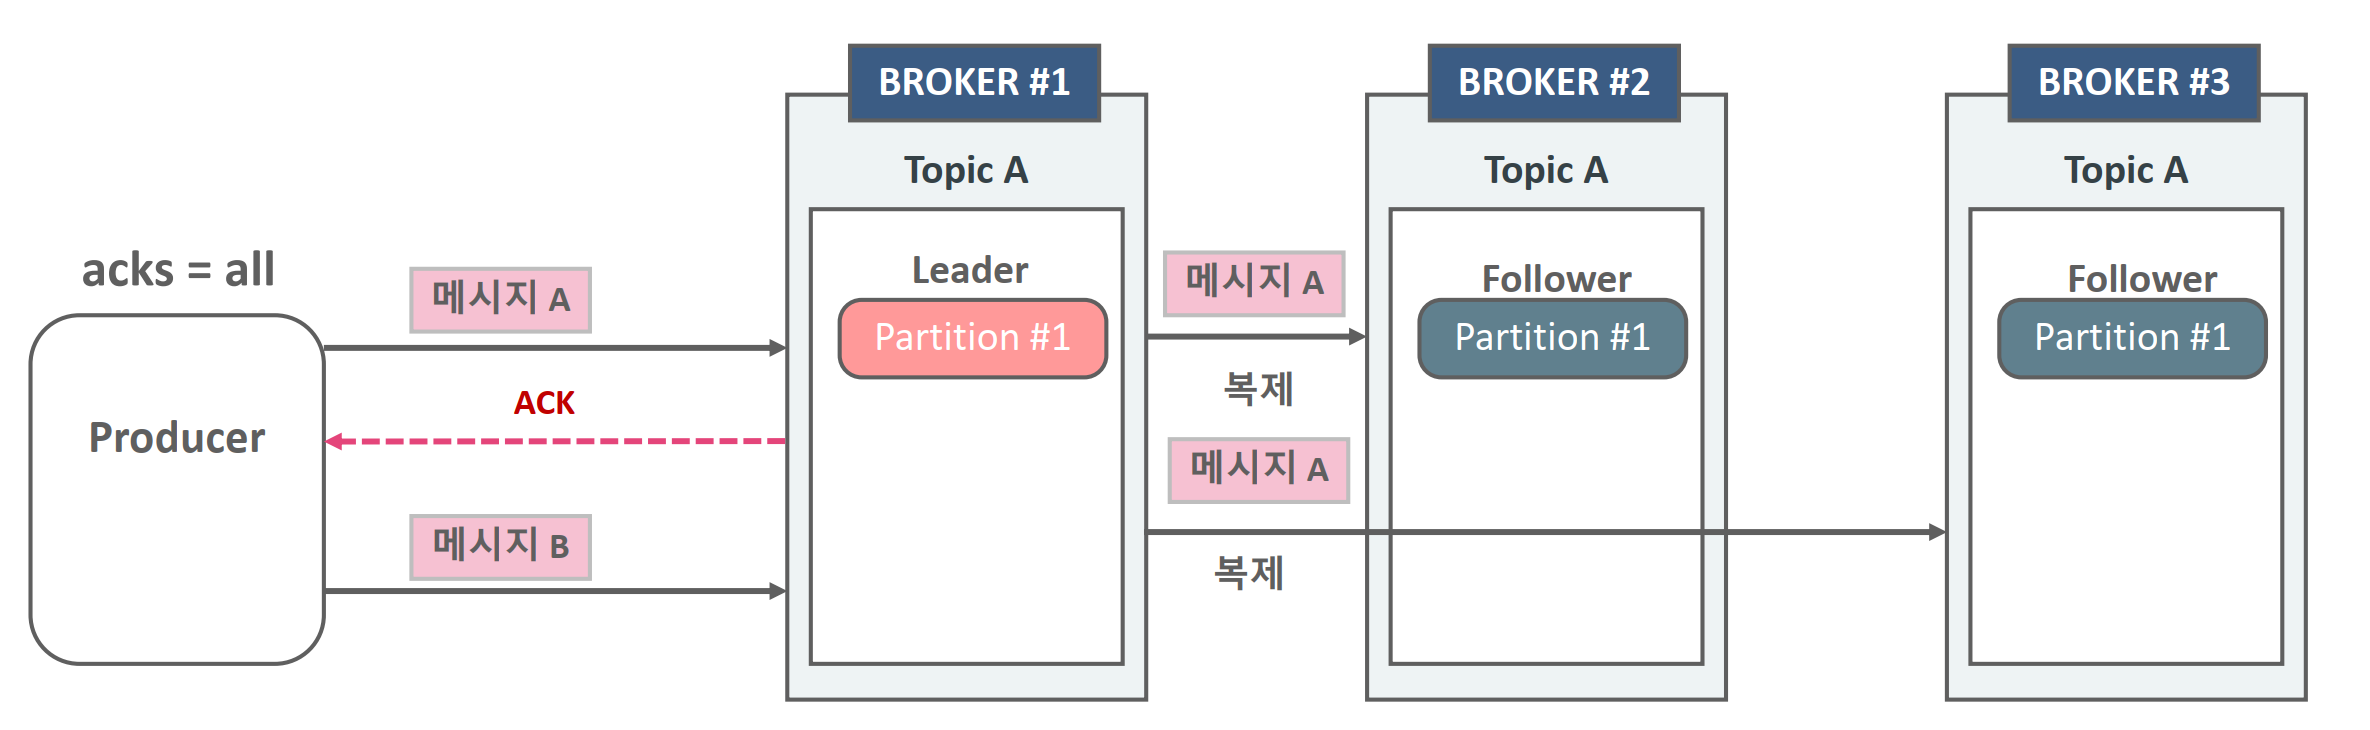 BROKER #1
BROKER #2
BROKER #3
Topic A
Topic A
Topic A
acks = all
메시지 A
Leader
Partition #1
메시지 A
복제
Follower
Partition #1
Follower
Partition #1
Producer
ACK
메시지 A
복제
메시지 B